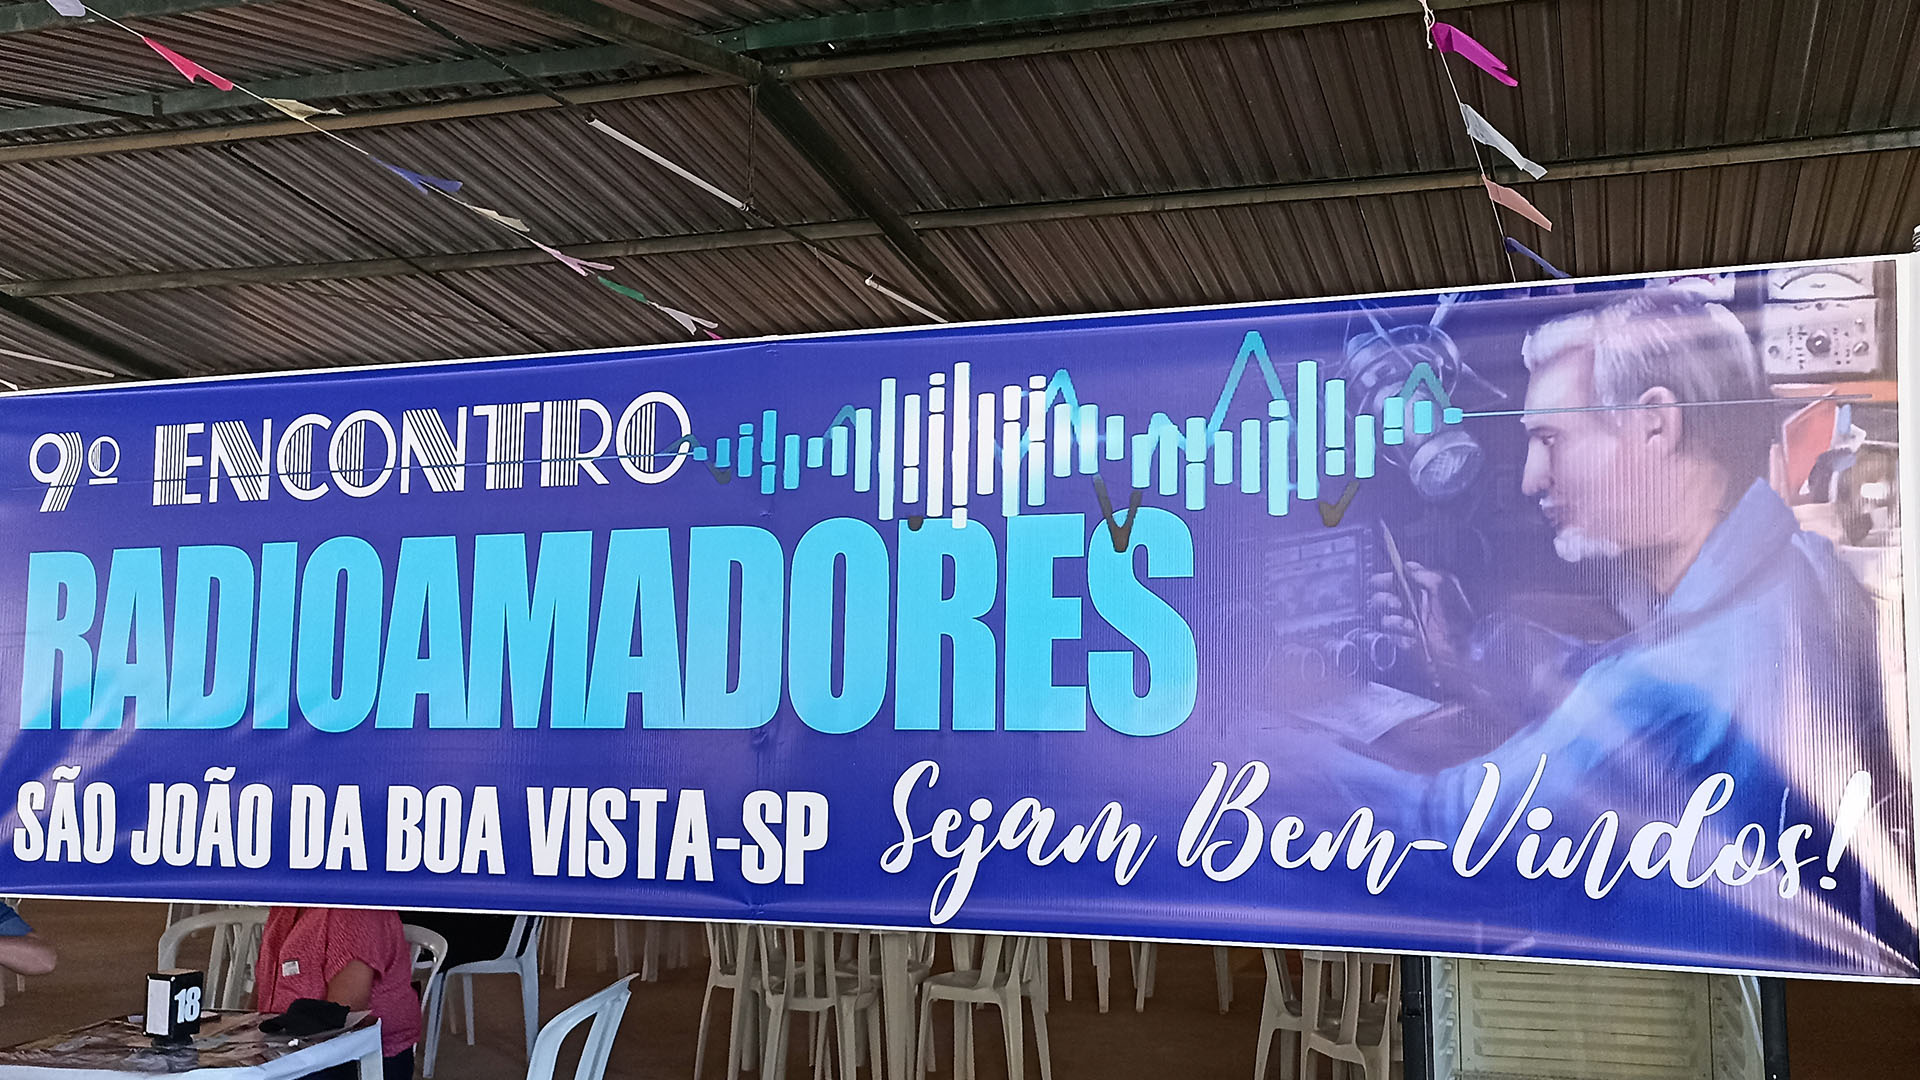 9º ENCONTRO
RADIOAMADORES
SÃO JOÃO DA BOA VISTA-SP
Sejam Bem-Vindos!
18